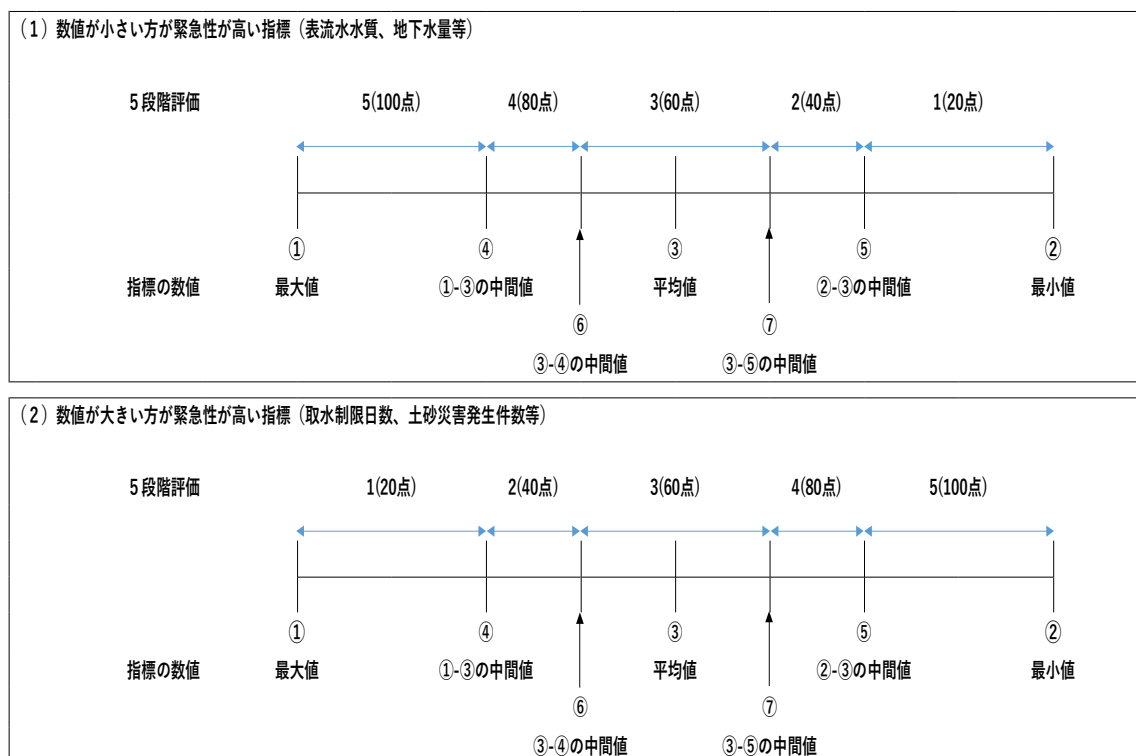 （1）数値が小さい方が緊急性が高い指標（表流水水質、地下水量等）
5段階評価 5(100点) 4(80点) 3(60点) 2(40点) 1(20点)
① ④ ③ ⑤ ②
指標の数値 最大値 ①-③の中間値 平均値 ②-③の中間値 最小値
⑥ ⑦
③-④の中間値 ③-⑤の中間値
（2）数値が大きい方が緊急性が高い指標（取水制限日数、土砂災害発生件数等）
5段階評価 1(20点) 2(40点) 3(60点) 4(80点) 5(100点)
① ④ ③ ⑤ ②
指標の数値 最大値 ①-③の中間値 平均値 ②-③の中間値 最小値
⑥ ⑦
③-④の中間値 ③-⑤の中間値